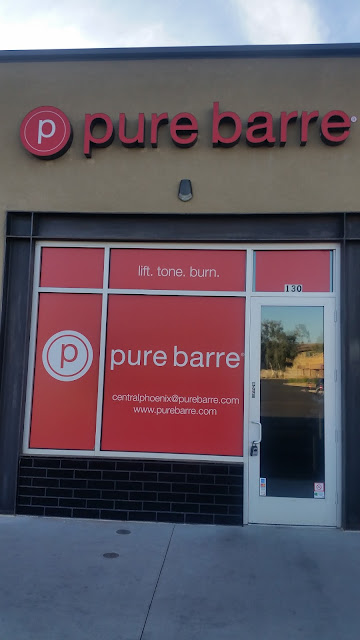 p pure barre®
lift. tone. burn.
130
p pure barre®
centralphoenix@purebarre.com
www.purebarre.com